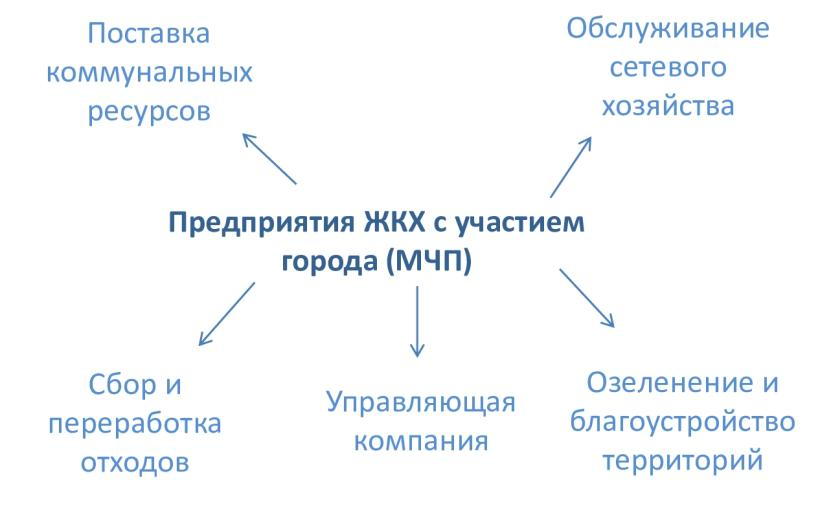 Поставка
коммунальных
ресурсов
Обслуживание
сетевого
хозяйства
Предприятия ЖКХ с участием
города (МЧП)
Сбор и
переработка
отходов
Управляющая
компания
Озеленение и
благоустройство
территорий